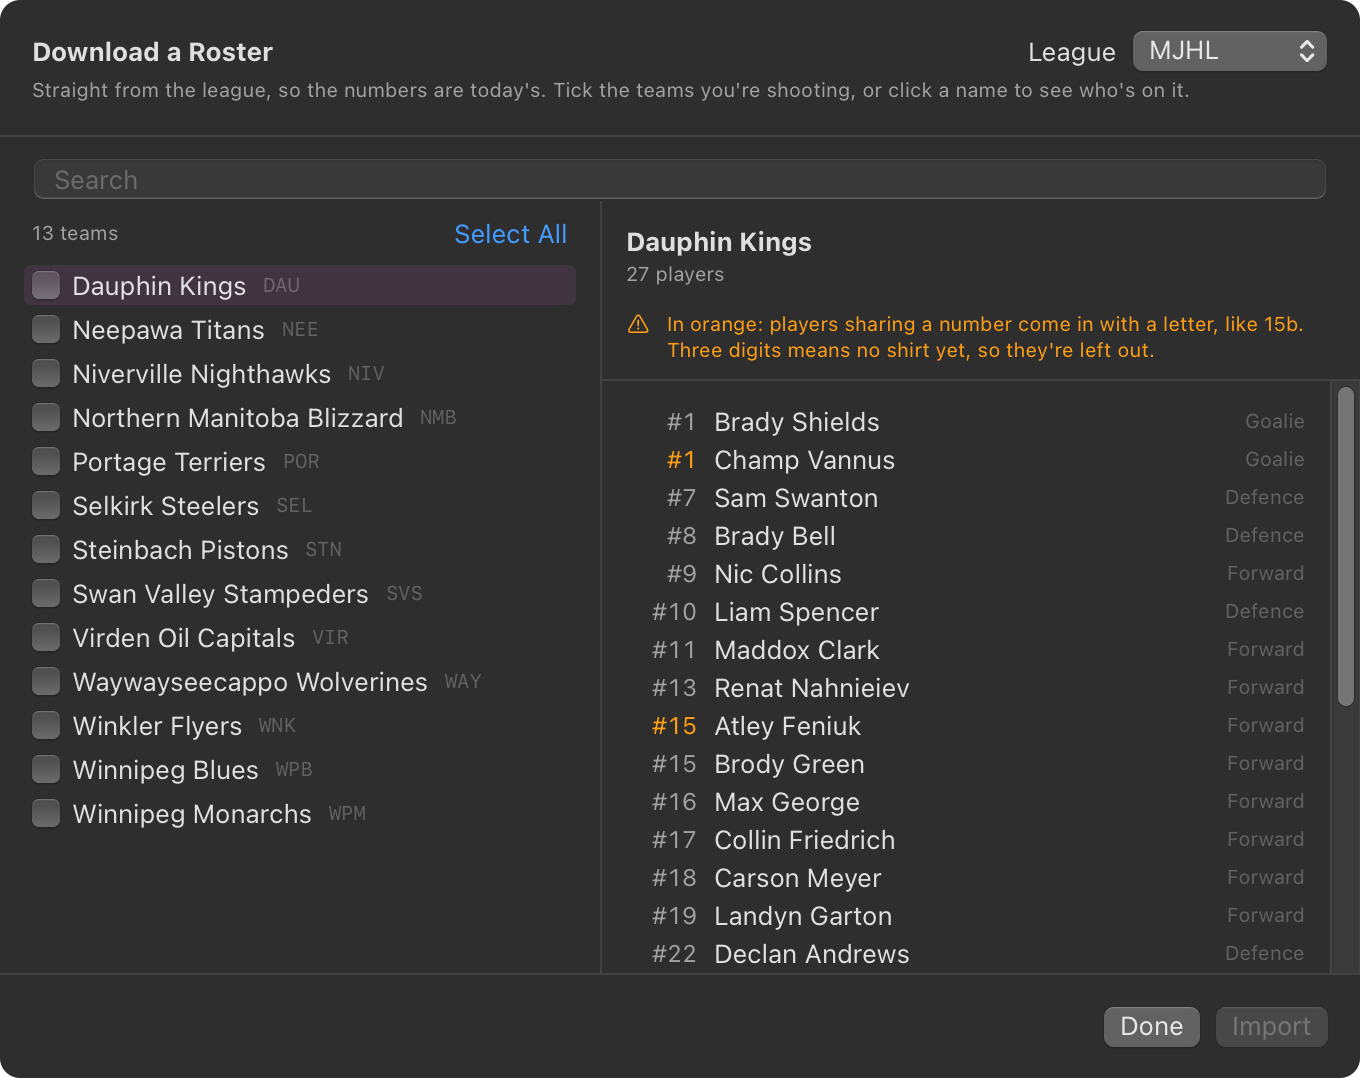 Download a Roster
League MJHL
Straight from the league, so the numbers are today's. Tick the teams you're shooting, or click a name to see who's on it.
Search
13 teams Select All
Dauphin Kings DAU
Neepawa Titans NEE
Niverville Nighthawks NIV
Northern Manitoba Blizzard NMB
Portage Terriers POR
Selkirk Steelers SEL
Steinbach Pistons STN
Swan Valley Stampeders SVS
Virden Oil Capitals VIR
Waywayseecappo Wolverines WAY
Winkler Flyers WNK
Winnipeg Blues WPB
Winnipeg Monarchs WPM
Dauphin Kings
27 players
In orange: players sharing a number come in with a letter, like 15b.
Three digits means no shirt yet, so they're left out.
#1 Brady Shields Goalie
#1 Champ Vannus Goalie
#7 Sam Swanton Defence
#8 Brady Bell Defence
#9 Nic Collins Forward
#10 Liam Spencer Defence
#11 Maddox Clark Forward
#13 Renat Nahnieiev Forward
#15 Atley Feniuk Forward
#15 Brody Green Forward
#16 Max George Forward
#17 Collin Friedrich Forward
#18 Carson Meyer Forward
#19 Landyn Garton Forward
#22 Declan Andrews Defence
Done Import